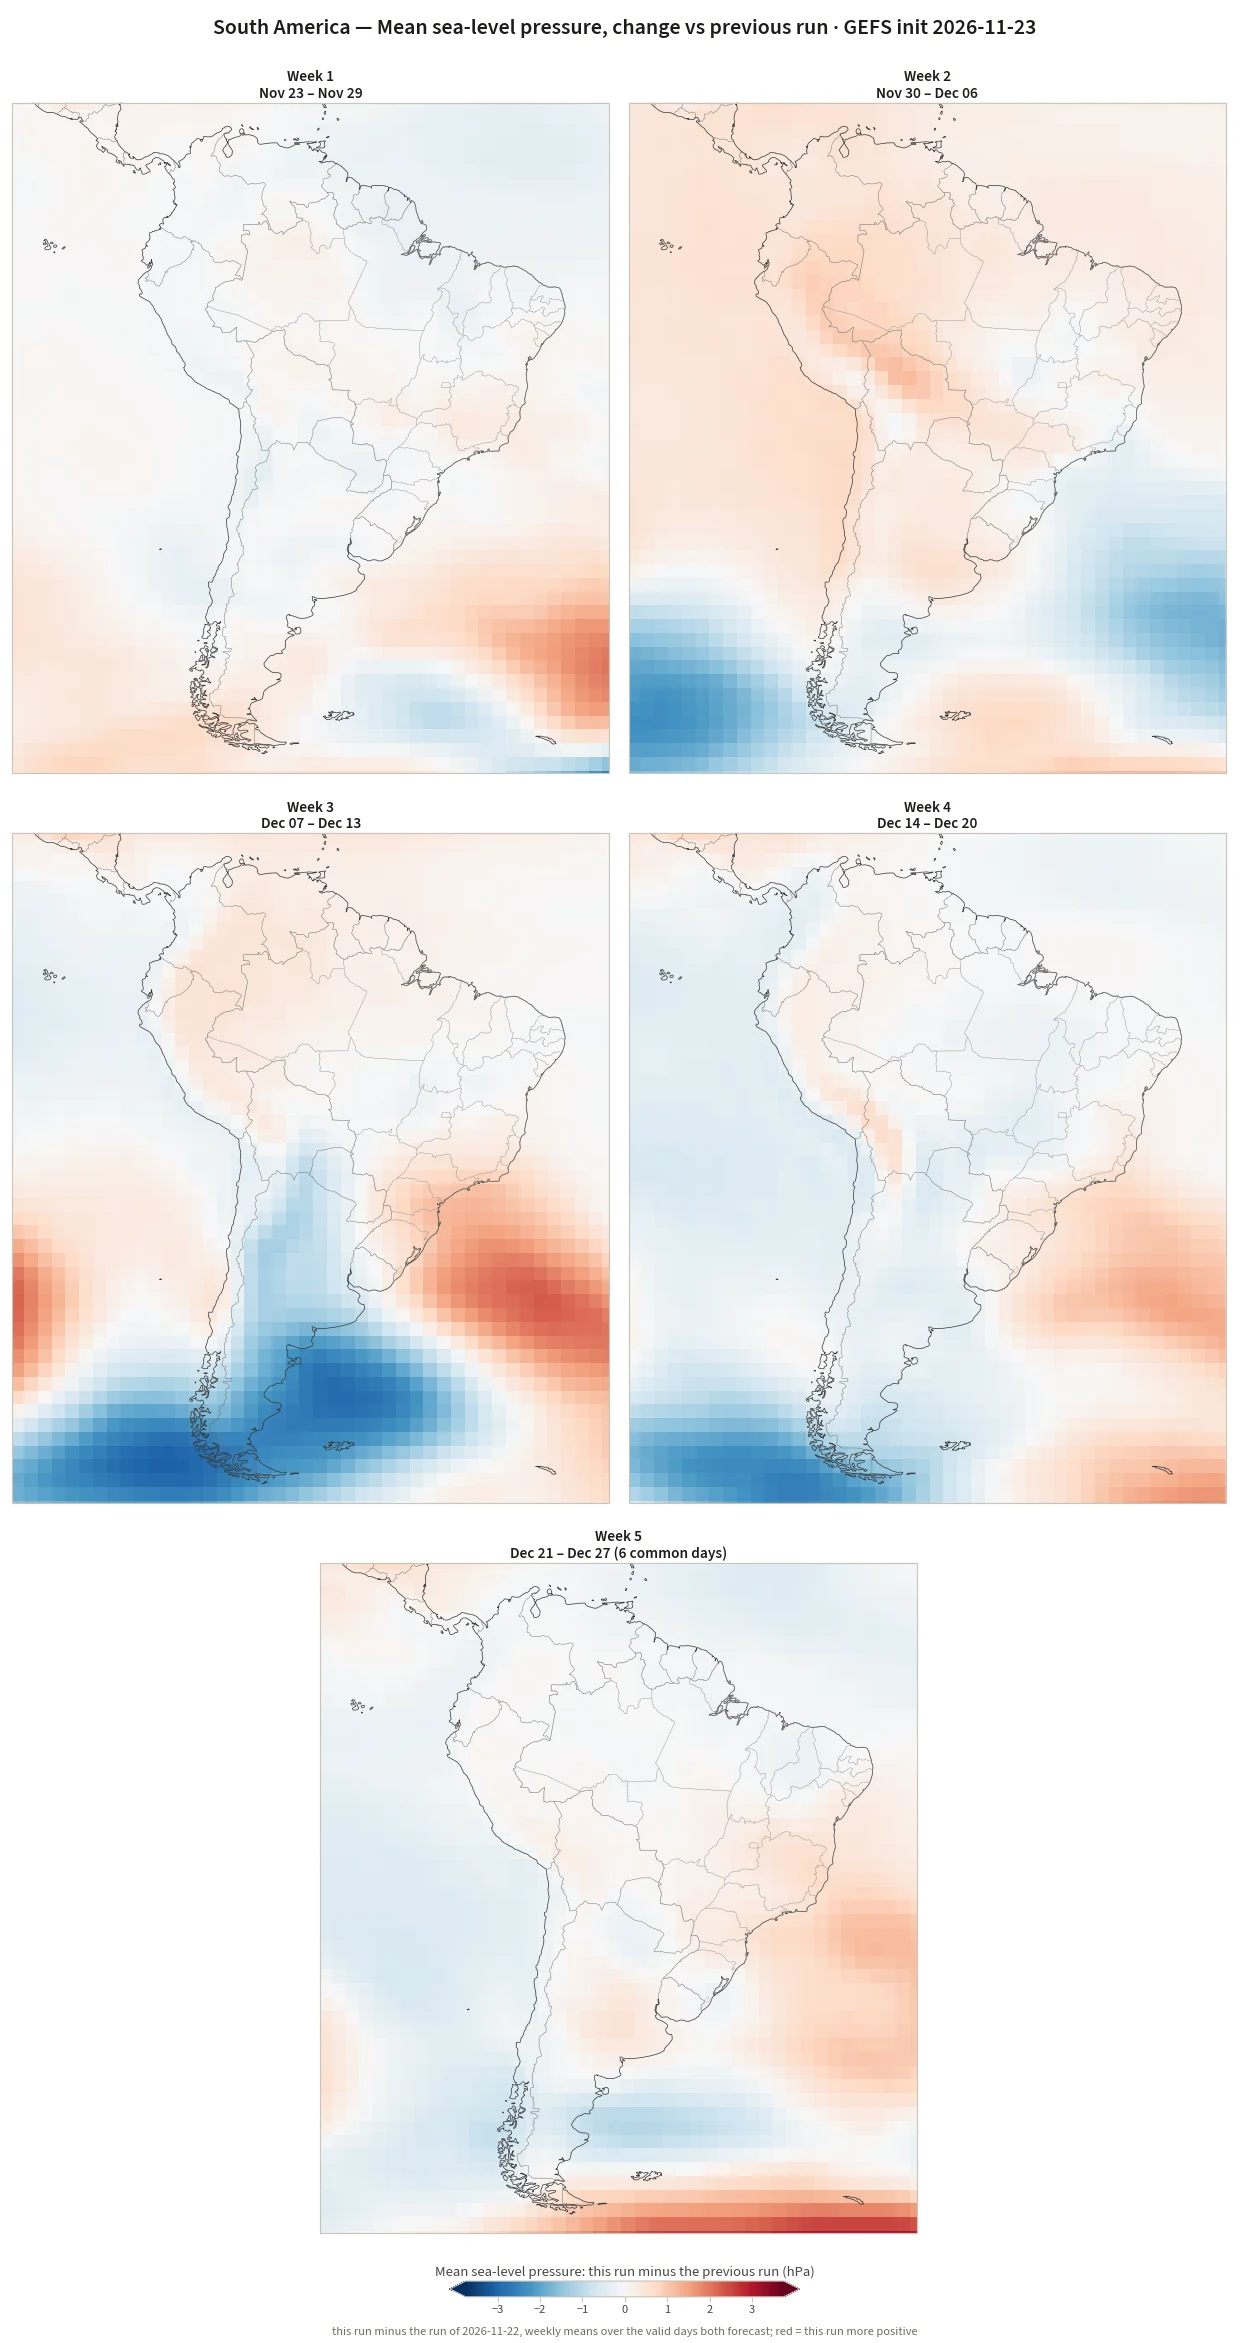 South America — Mean sea-level pressure, change vs previous run · GEFS init 2026-11-23
Week 1
Nov 23 – Nov 29
Week 2
Nov 30 – Dec 06
Week 3
Dec 07 – Dec 13
Week 4
Dec 14 – Dec 20
Week 5
Dec 21 – Dec 27 (6 common days)
Mean sea-level pressure: this run minus the previous run (hPa)
−3 −2 −1 0 1 2 3
this run minus the run of 2026-11-22, weekly means over the valid days both forecast; red = this run more positive